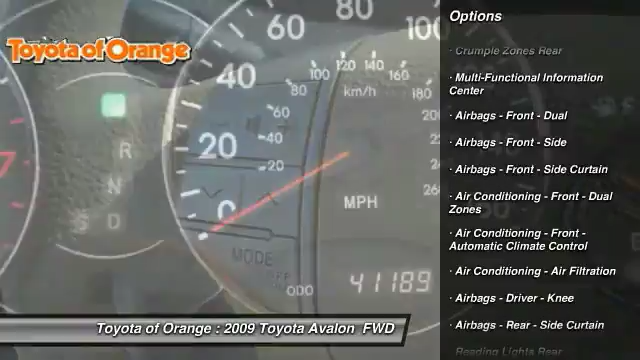 Toyota of Orange
Options
Crumple Zones Rear
· Multi-Functional Information
Center
· Airbags - Front - Dual
· Airbags - Front - Side
· Airbags - Front - Side Curtain
· Air Conditioning - Front - Dual
Zones
· Air Conditioning - Front -
Automatic Climate Control
· Air Conditioning - Air Filtration
· Airbags - Driver - Knee
· Airbags - Rear - Side Curtain
Reading Lights Rear
80
60
40
20
0
100 120 140 160 180
80
60
40
20
km/h
MPH
R
N
D
MODE
ODO
41189
Toyota of Orange : 2009 Toyota Avalon FWD